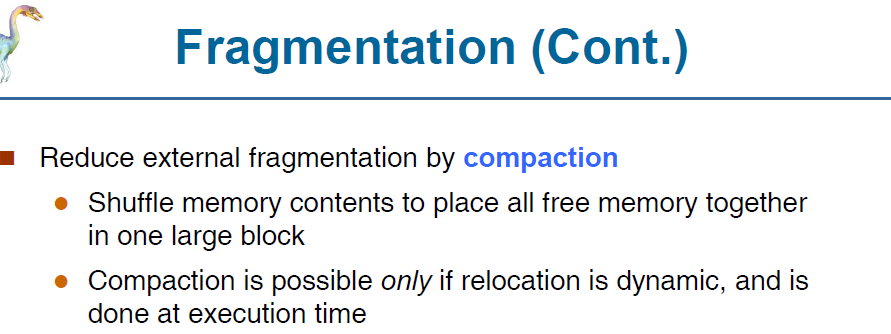 Fragmentation (Cont.)
Reduce external fragmentation by compaction
Shuffle memory contents to place all free memory together
in one large block
Compaction is possible only if relocation is dynamic, and is
done at execution time